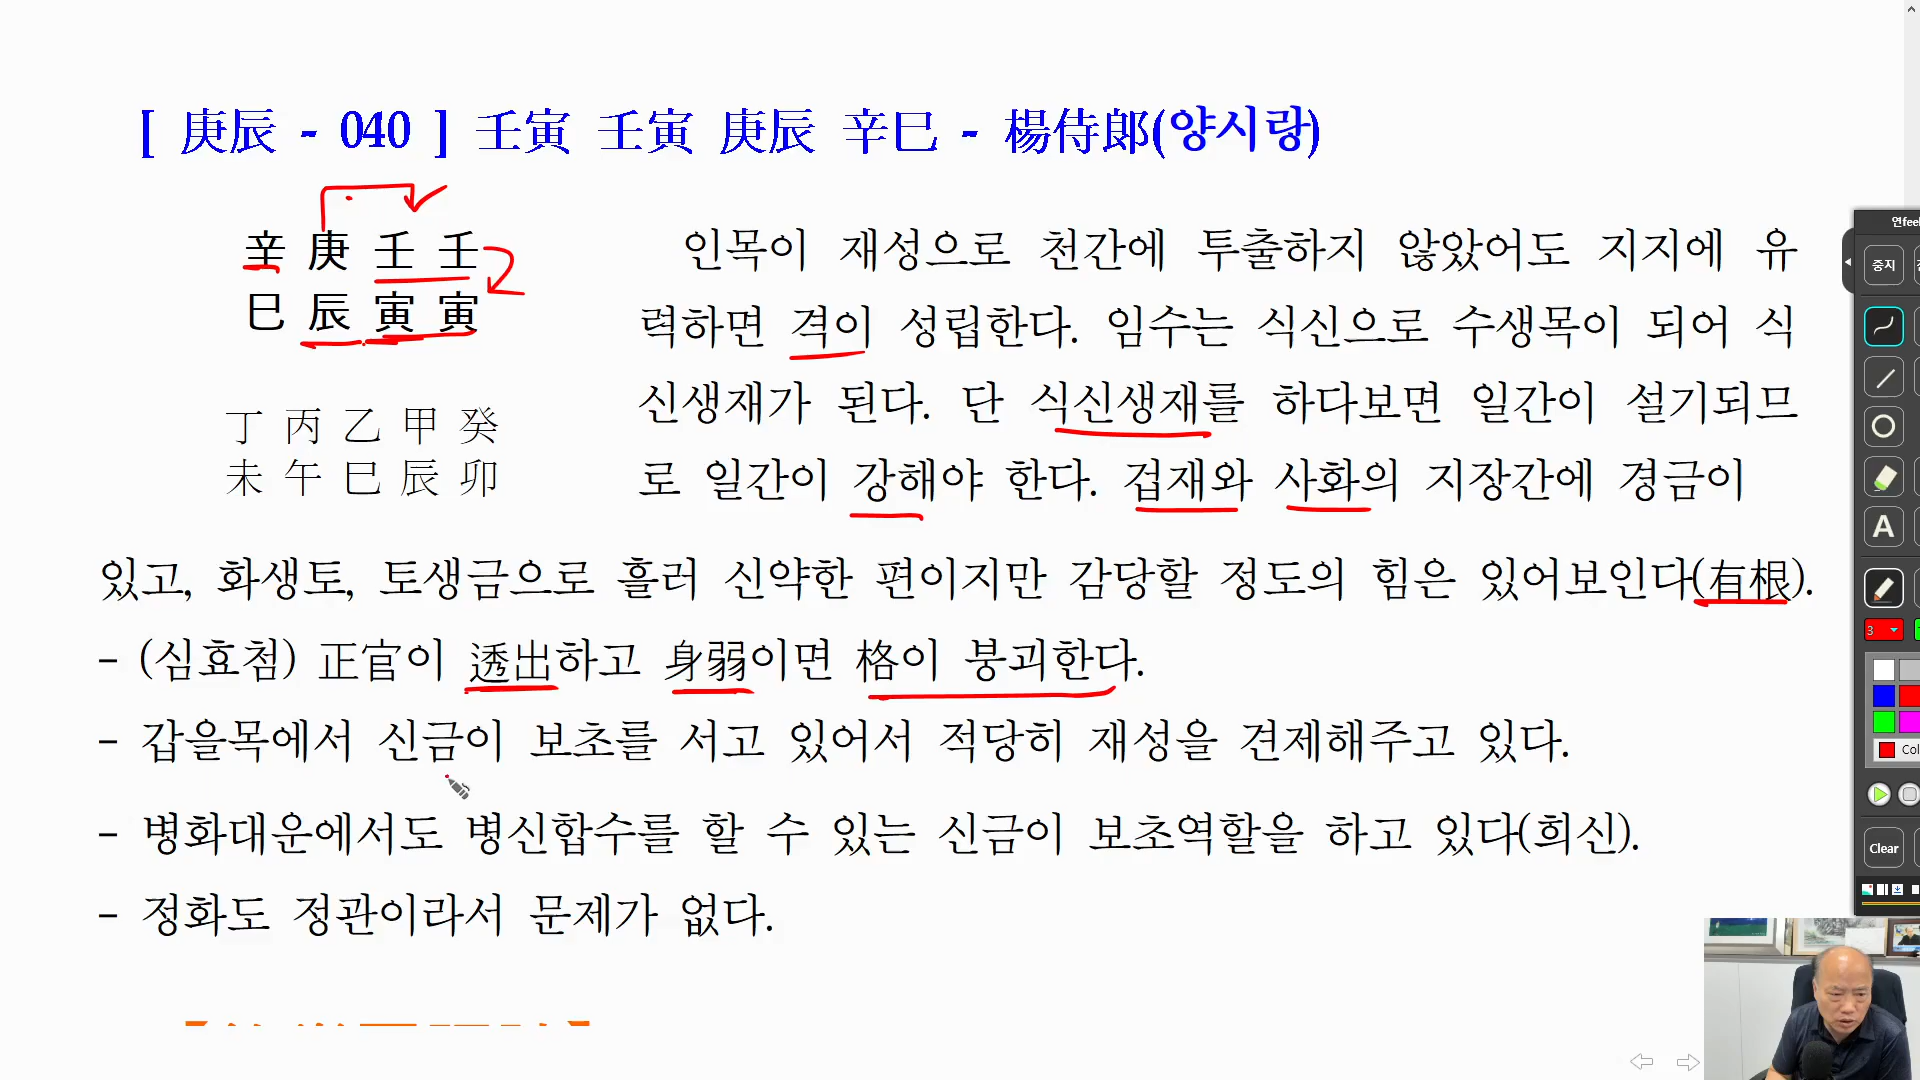 [ 庚辰 - 040 ] 壬寅 壬寅 庚辰 辛巳 - 楊侍郞(양시랑)
辛 庚 壬 壬
巳 辰 寅 寅
丁 丙 乙 甲 癸
未 午 巳 辰 卯
인목이 재성으로 천간에 투출하지 않았어도 지지에 유
력하면 격이 성립한다. 임수는 식신으로 수생목이 되어 식
신생재가 된다. 단 식신생재를 하다보면 일간이 설기되므
로 일간이 강해야 한다. 겁재와 사화의 지장간에 경금이
있고, 화생토, 토생금으로 흘러 신약한 편이지만 감당할 정도의 힘은 있어보인다(有根).
- (심효첨) 正官이 透出하고 身弱이면 格이 붕괴한다.
- 갑을목에서 신금이 보초를 서고 있어서 적당히 재성을 견제해주고 있다.
- 병화대운에서도 병신합수를 할 수 있는 신금이 보초역할을 하고 있다(희신).
- 정화도 정관이라서 문제가 없다.
연feel
중지
A
3
Col
Clear